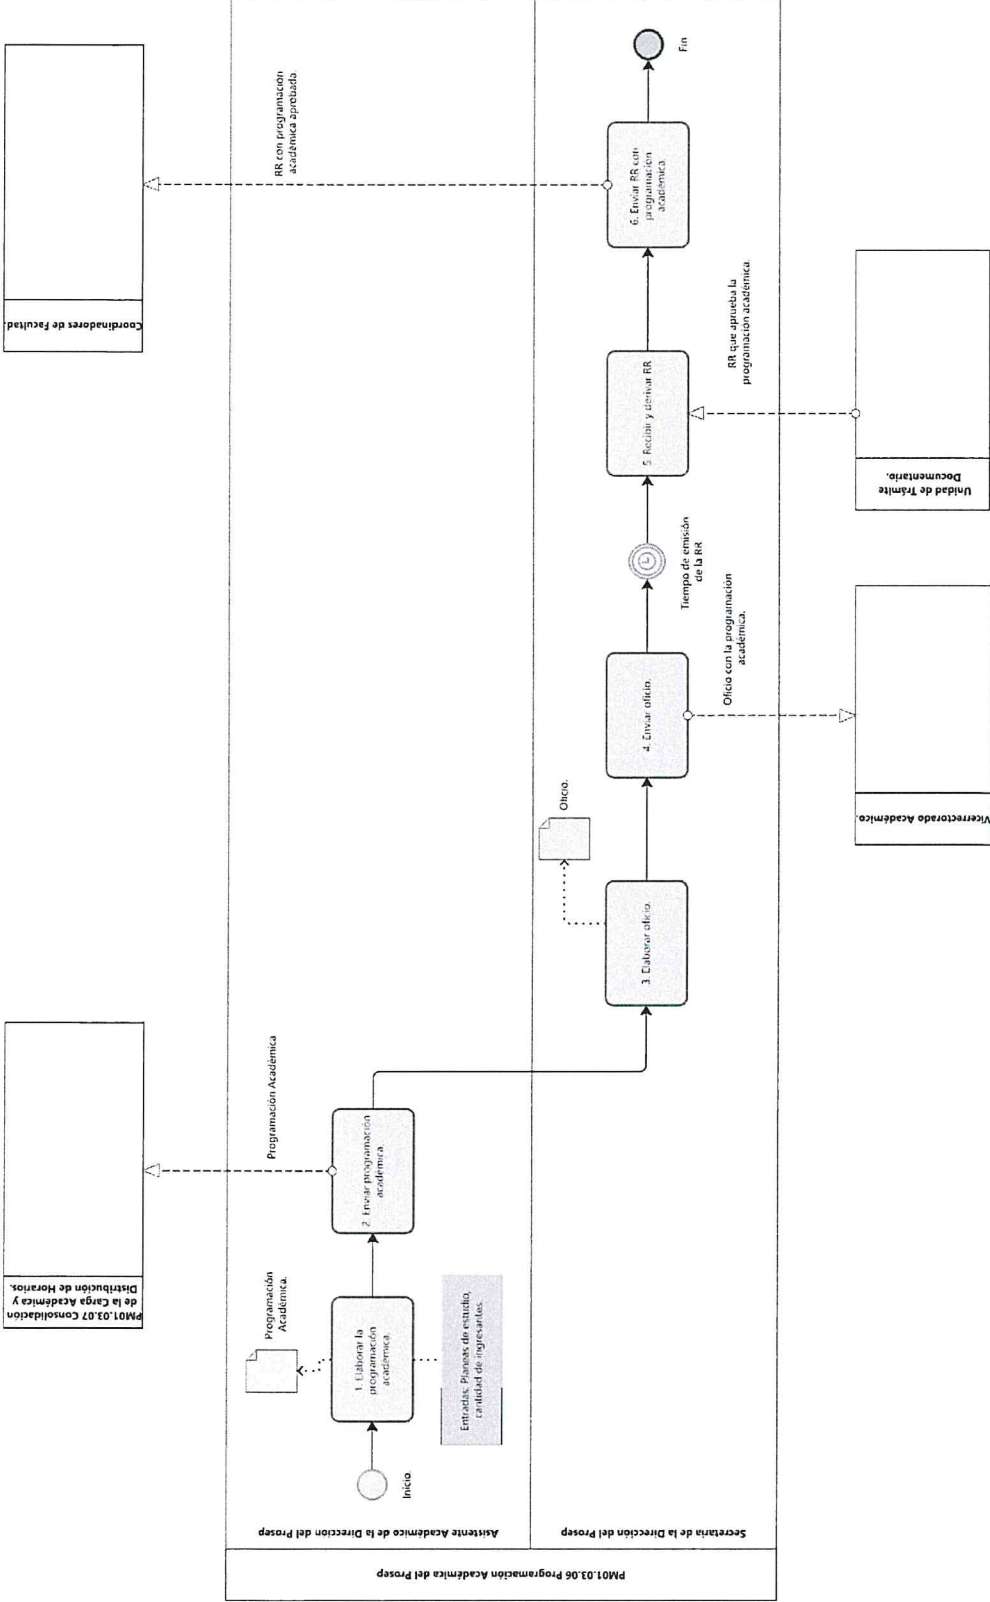 PM01.03.06 Programación Académica del Prosep
Asistente Académico de la Dirección del Prosep
Secretaria de la Dirección del Prosep
PM01.03.07 Consolidación
de la Carga Académica y
Distribución de Horarios.
Coordinadores de Facultad.
Inicio.
1. Elaborar la
programación
académica.
Programación
Académica.
Entradas: Planeas de estudio,
cantidad de ingresantes
2. Enviar programación
académica.
Programación Académica
3. Elaborar oficio.
Oficio.
4. Enviar oficio.
Oficio con la programación
académica.
Tiempo de emisión
de la RR
5. Recibir y derivar RR
RR que aprueba la
programación académica.
6. Enviar RR con
programación
académica.
RR con programación
académica aprobada.
Fin
Vicerrectorado Académico.
Unidad de Trámite
Documentario.